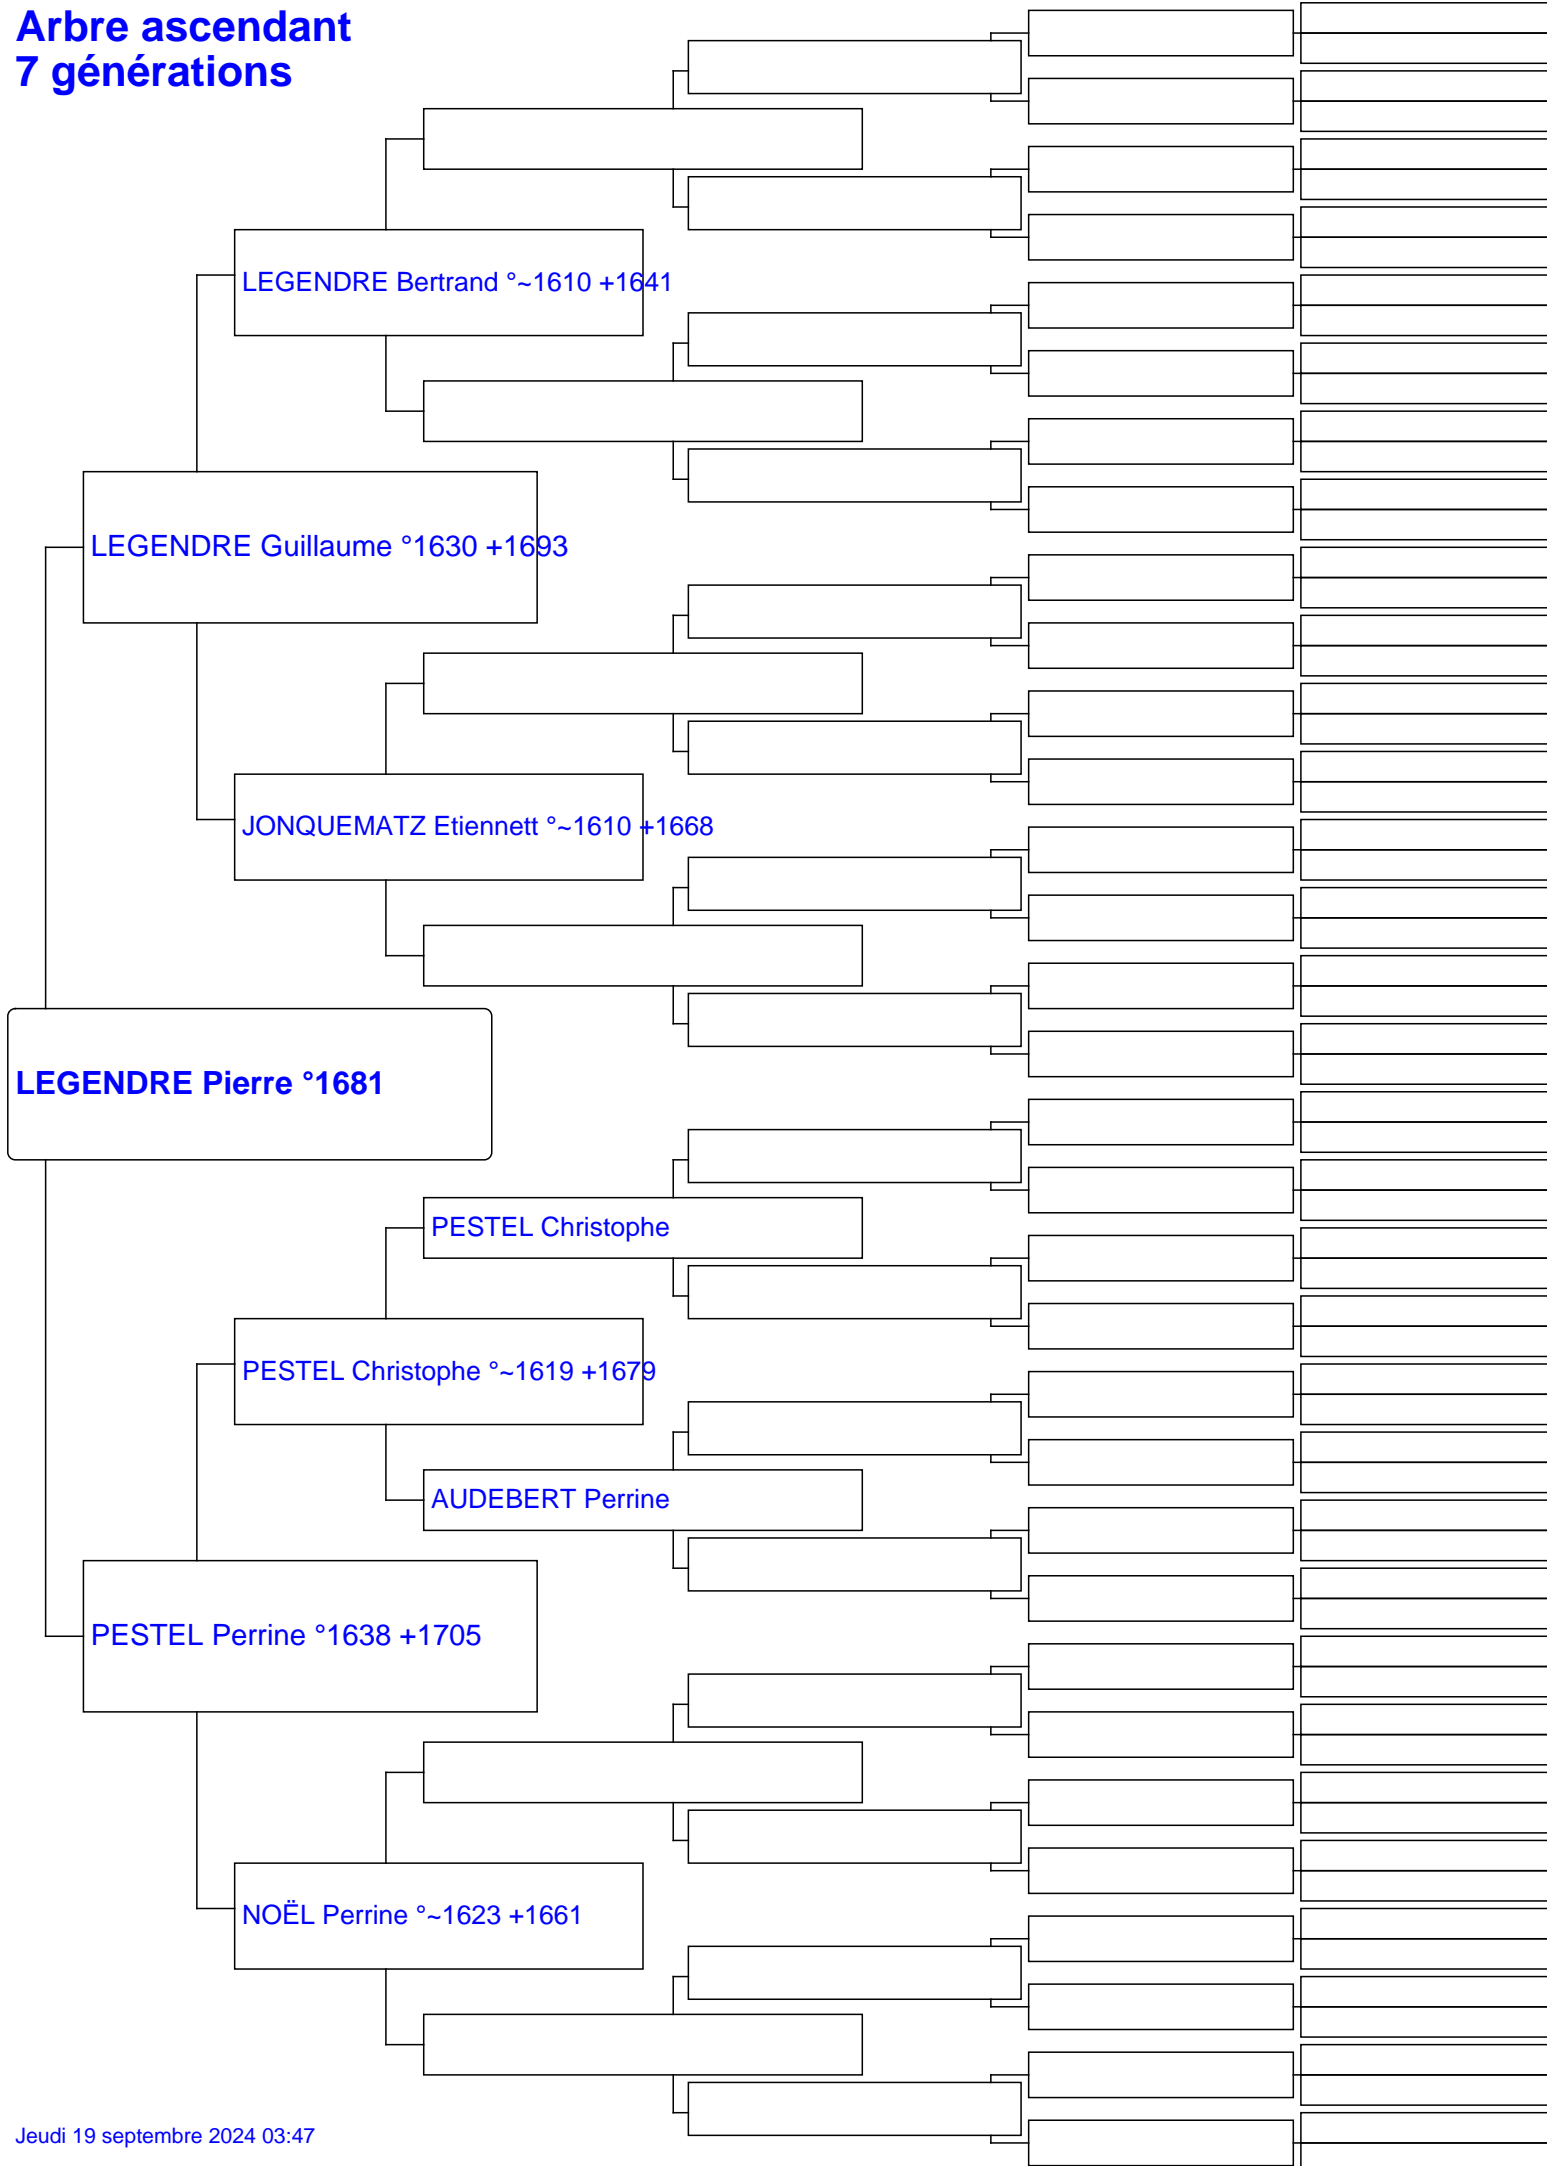 Arbre ascendant
7 générations
LEGENDRE Bertrand °~1610 +1641
LEGENDRE Guillaume °1630 +1693
JONQUEMATZ Etiennett °~1610 +1668
LEGENDRE Pierre °1681
PESTEL Christophe
PESTEL Christophe °~1619 +1679
AUDEBERT Perrine
PESTEL Perrine °1638 +1705
NOËL Perrine °~1623 +1661
Jeudi 19 septembre 2024 03:47